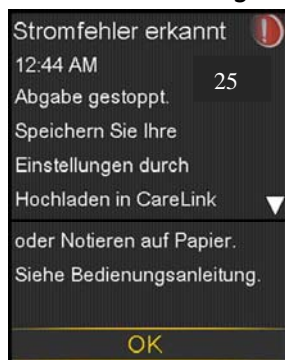 Stromfehler erkannt
12:44 AM
25
Abgabe gestoppt.
Speichern Sie Ihre
Einstellungen durch
Hochladen in CareLink
oder Notieren auf Papier.
Siehe Bedienungsanleitung.
OK